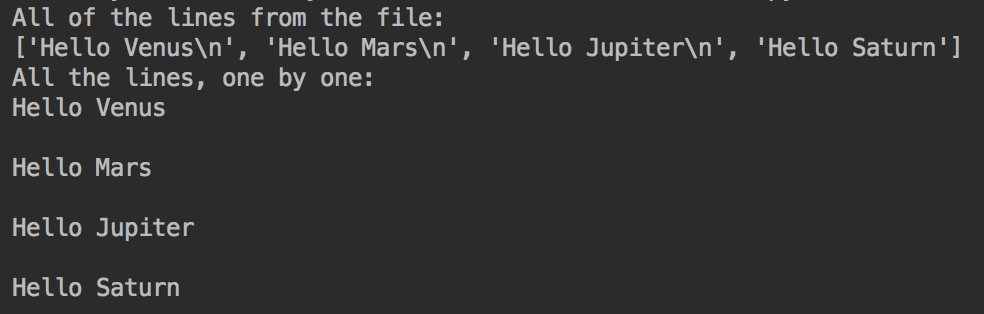 All of the lines from the file:
['Hello Venus\n', 'Hello Mars\n', 'Hello Jupiter\n', 'Hello Saturn']
All the lines, one by one:
Hello Venus
Hello Mars
Hello Jupiter
Hello Saturn